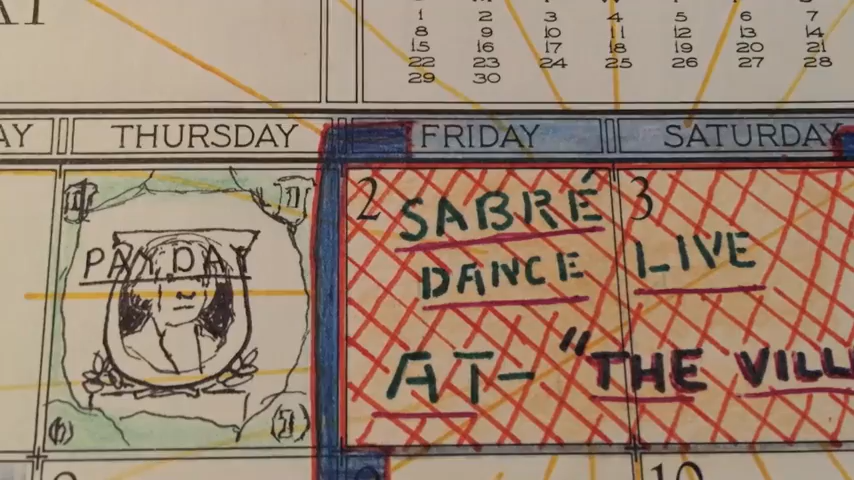 1 2 3 4 5 6 7
8 9 10 11 12 13 14
15 16 17 18 19 20 21
22 23 24 25 26 27 28
29 30
THURSDAY FRIDAY SATURDAY
2 3
SABRÉ
PAYDAY DANCE LIVE
AT- "THE VILL
10